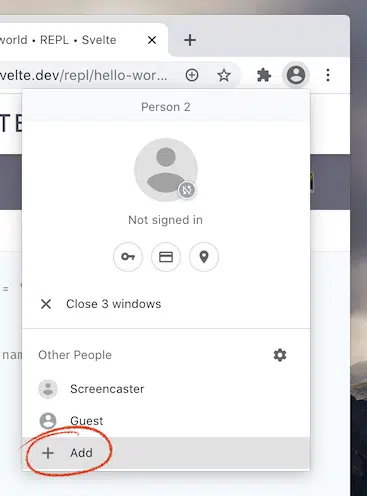 world • REPL • Svelte
velte.dev/repl/hello-wor...
TE
Person 2
Not signed in
Close 3 windows
= '
Other People
nam
Screencaster
Guest
Add